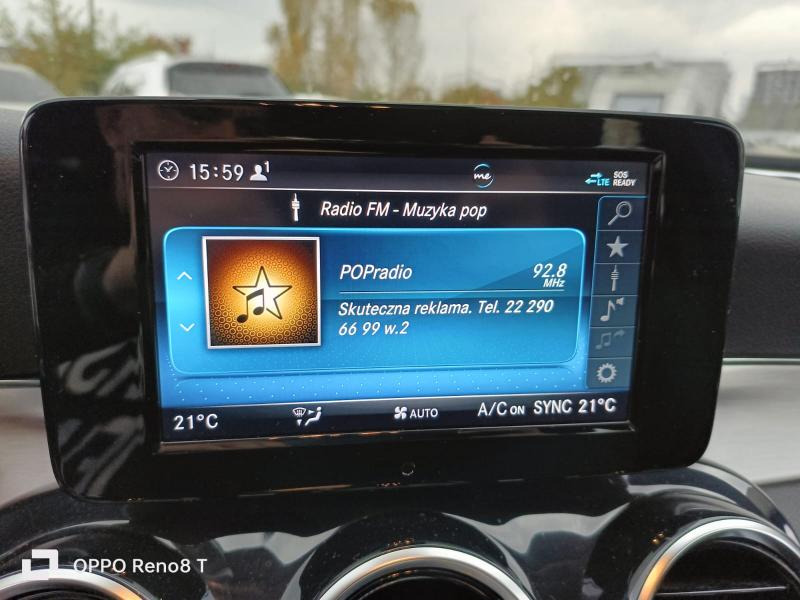 15:59 1
me
LTE SOS READY
Radio FM - Muzyka pop
POPradio 92.8 MHz
Skuteczna reklama. Tel. 22 290
66 99 w.2
21°C AUTO A/C ON SYNC 21°C
OPPO Reno8 T